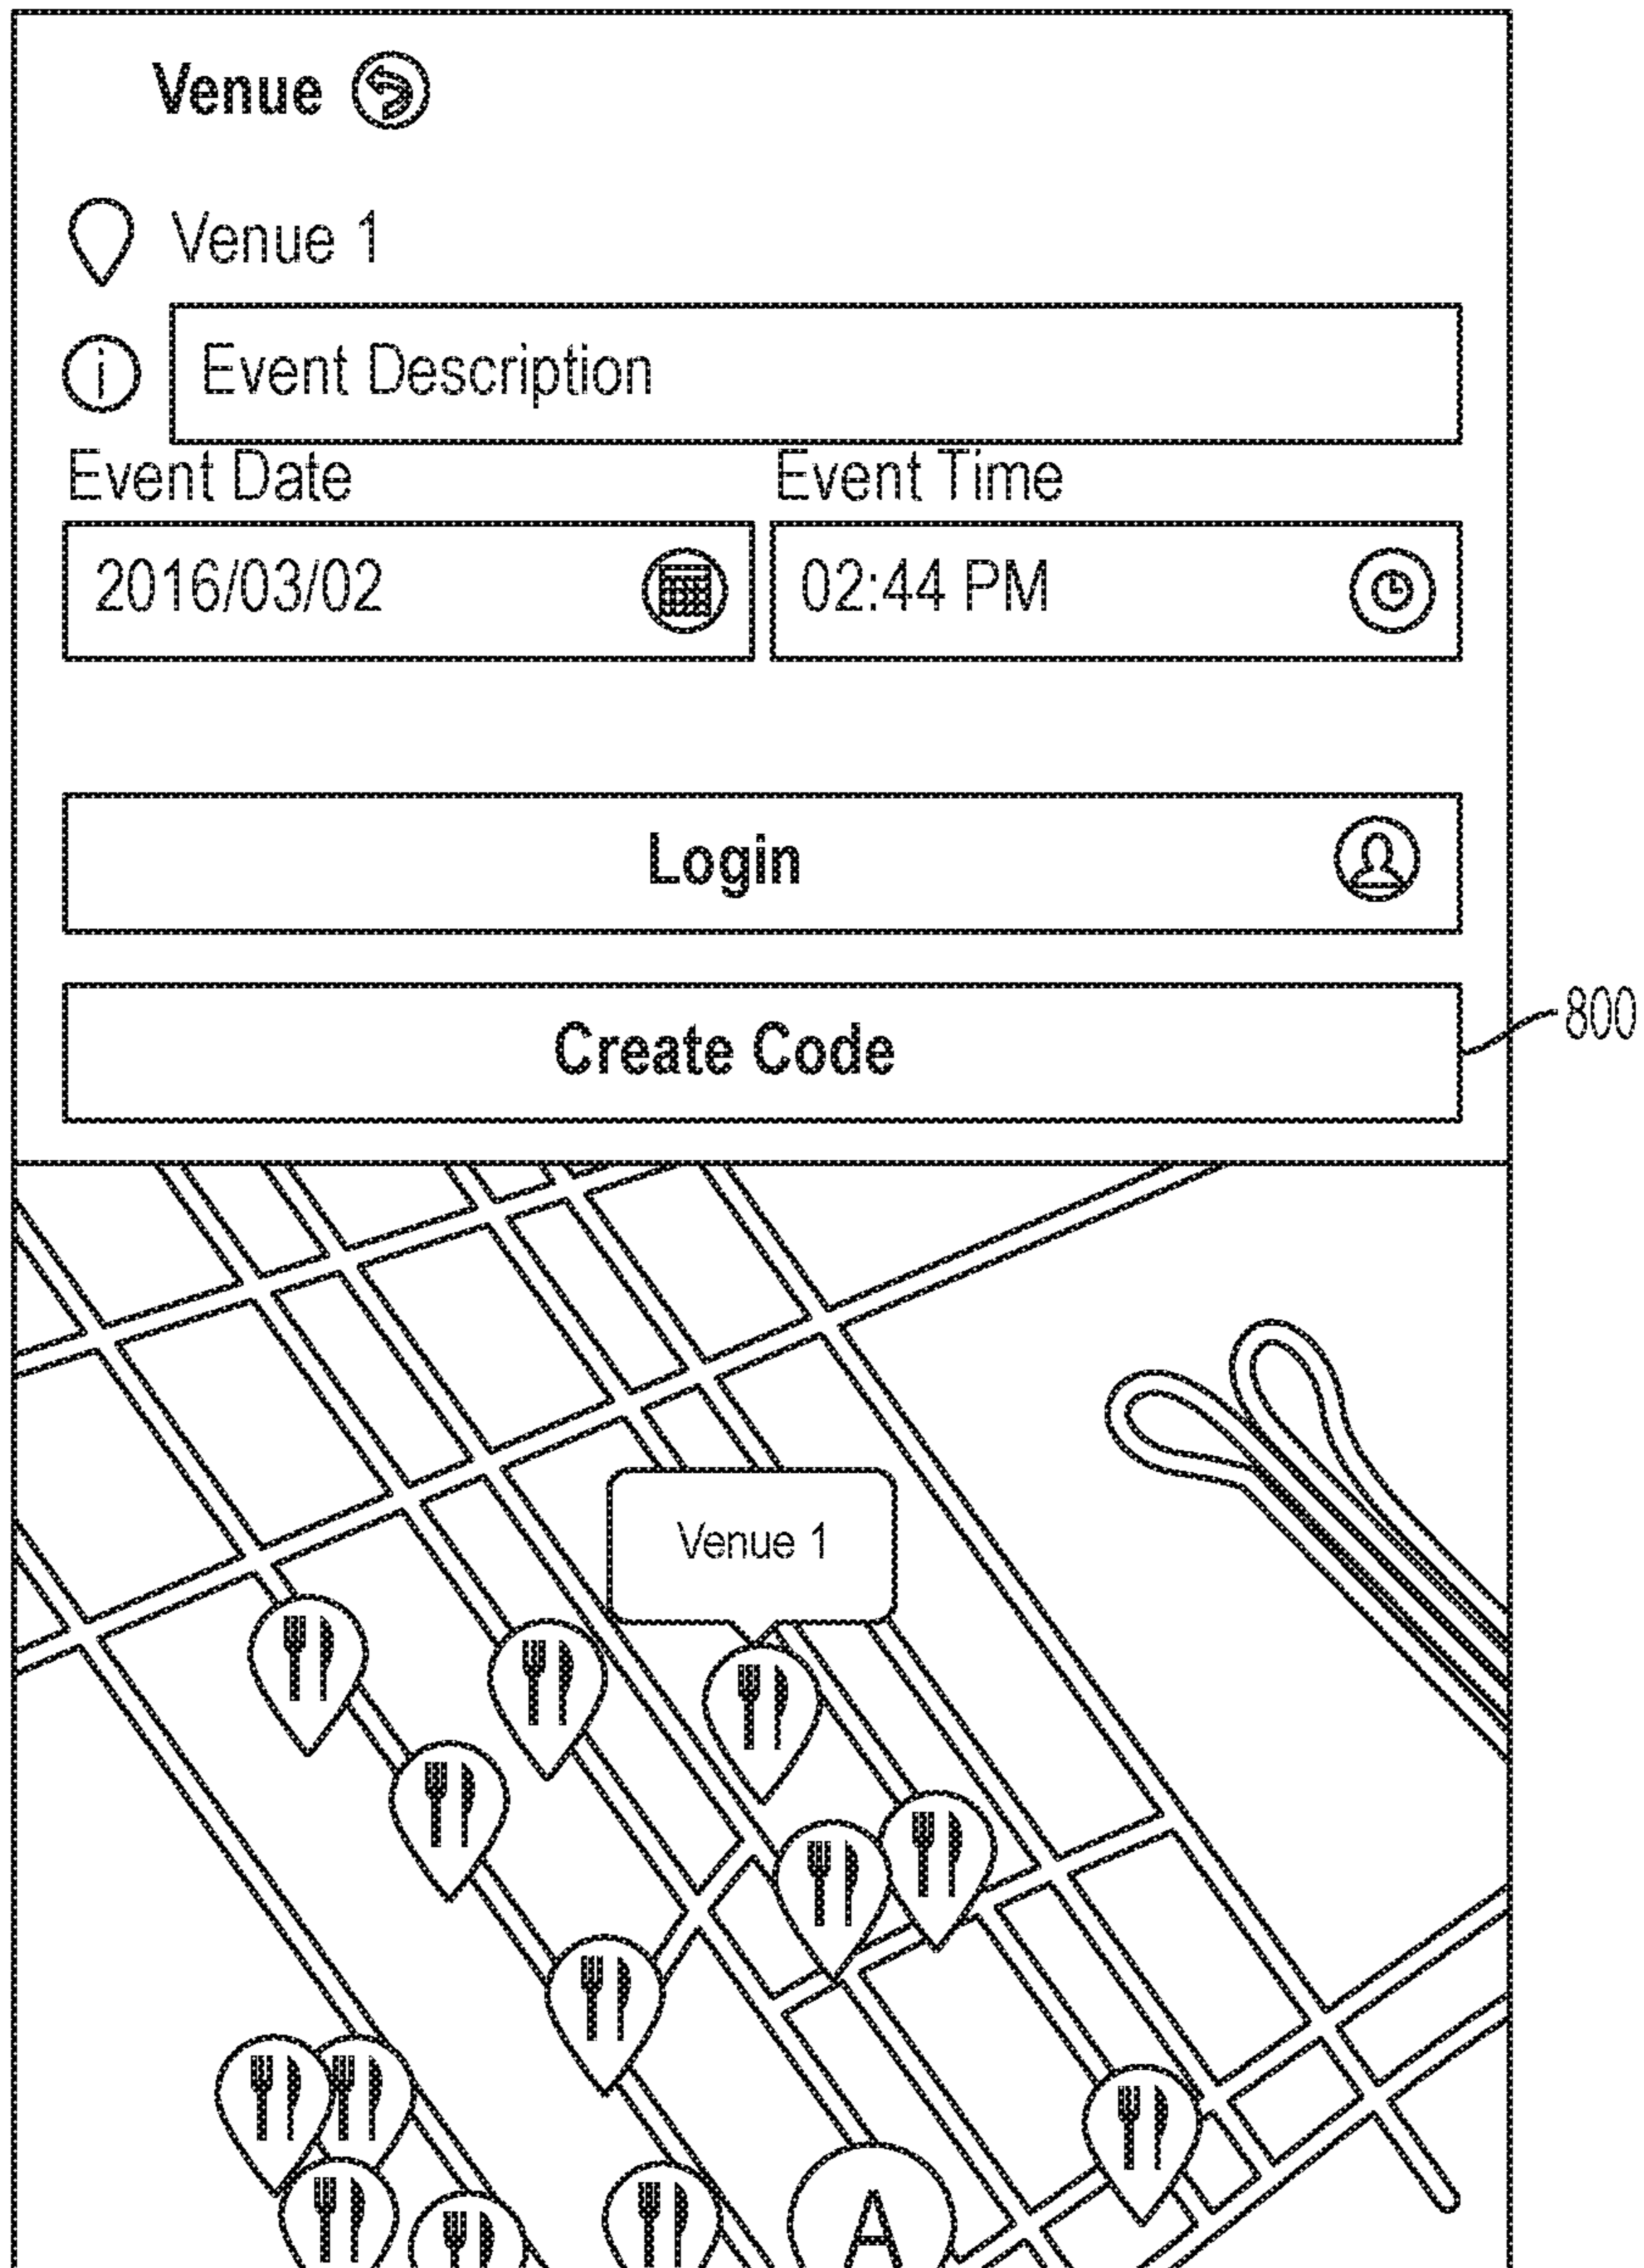 Venue
Venue 1
i Event Description
Event Date Event Time
2016/03/02 02:44 PM
Login
Create Code
800
Venue 1
A